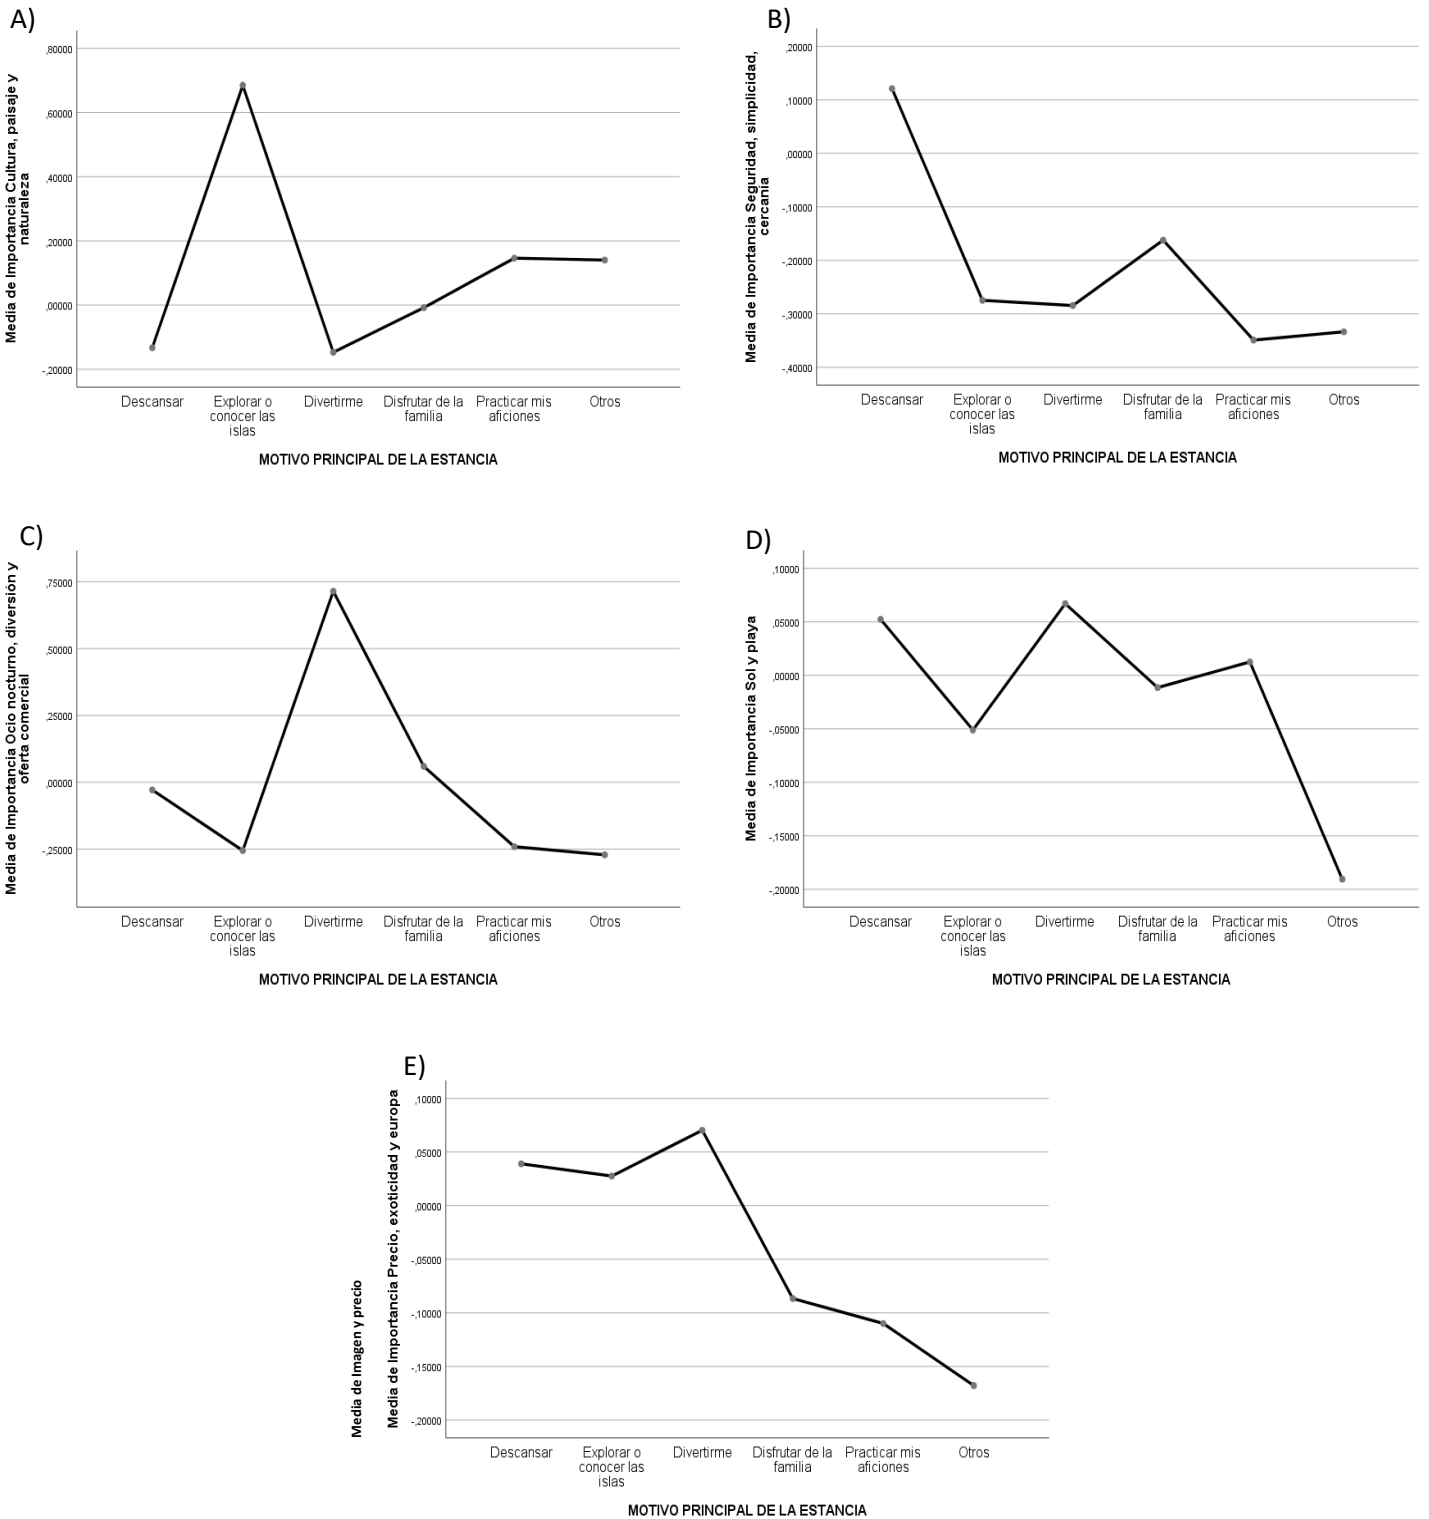 A)
Media de Importancia Cultura, paisaje y
naturaleza
,80000
,60000
,40000
,20000
,00000
-,20000
Descansar
Explorar o
conocer las
islas
Divertirme
Disfrutar de la
familia
Practicar mis
aficiones
Otros
MOTIVO PRINCIPAL DE LA ESTANCIA
B)
Media de Importancia Seguridad, simplicidad,
cercanía
,20000
,10000
,00000
-,10000
-,20000
-,30000
-,40000
Descansar
Explorar o
conocer las
islas
Divertirme
Disfrutar de la
familia
Practicar mis
aficiones
Otros
MOTIVO PRINCIPAL DE LA ESTANCIA
C)
Media de Importancia Ocio nocturno, diversión y
oferta comercial
,75000
,50000
,25000
,00000
-,25000
Descansar
Explorar o
conocer las
islas
Divertirme
Disfrutar de la
familia
Practicar mis
aficiones
Otros
MOTIVO PRINCIPAL DE LA ESTANCIA
D)
Media de Importancia Sol y playa
,10000
,05000
,00000
-,05000
-,10000
-,15000
-,20000
Descansar
Explorar o
conocer las
islas
Divertirme
Disfrutar de la
familia
Practicar mis
aficiones
Otros
MOTIVO PRINCIPAL DE LA ESTANCIA
E)
Media de Imagen y precio
Media de Importancia Precio, exoticidad y europa
,10000
,05000
,00000
-,05000
-,10000
-,15000
-,20000
Descansar
Explorar o
conocer las
islas
Divertirme
Disfrutar de la
familia
Practicar mis
aficiones
Otros
MOTIVO PRINCIPAL DE LA ESTANCIA